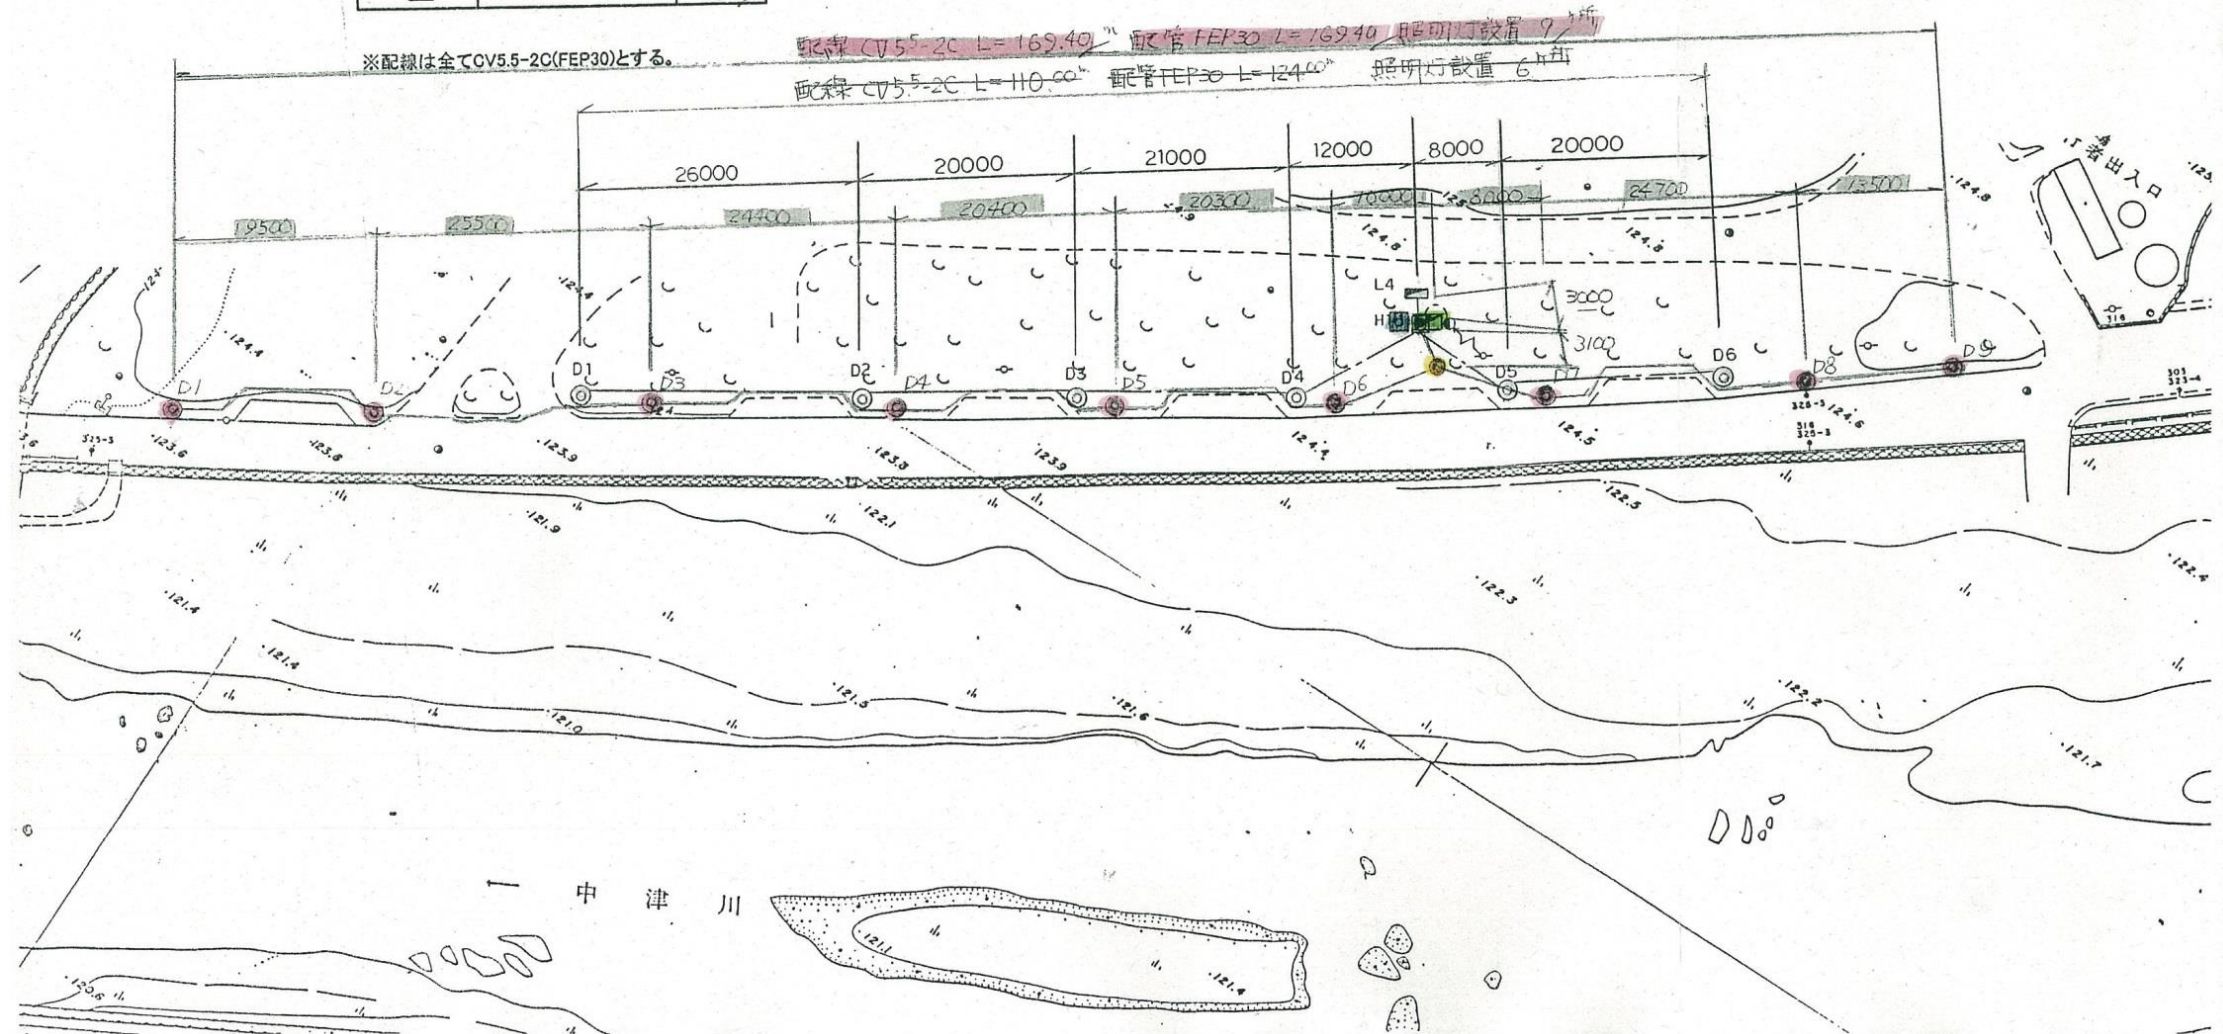 配線 CV5.5-2C L=169.40m 配管 FEP30 L=169.40 照明灯設置 9ヶ所
※配線は全てCV5.5-2C(FEP30)とする。
配線 CV5.5-2C L=110.00m 配管FEP30 L=124.00m 照明灯設置 6ヶ所
26000 20000 21000 12000 8000 20000
19500 25500 24400 20400 20300 10000 8000 24700 13500
者出入口
124.8
124.8 124.8
124.4 124.4
L4 3000
H 3100
316
D1 D2 D1 D3 D2 D4 D3 D5 D4 D6 D5 D7 D6 D8 D9
325-3 123.6 123.8 123.9 123.8 123.9 124.4 124.5 326-3 124.6
316
325-3
303
323-4
121.9 122.1 122.5
121.4 122.3 122.4
121.4 121.5 121.6 122.2
121.0 121.7
一 中津川
121.1 121.4
120.6